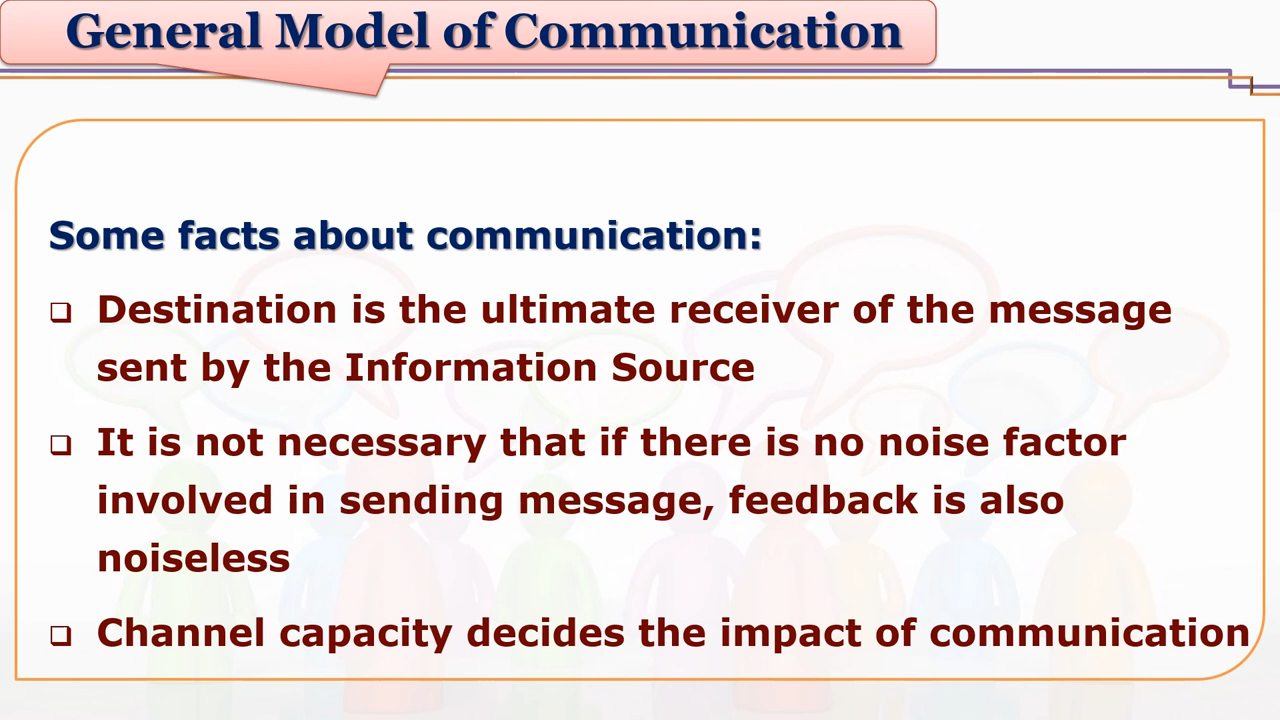 General Model of Communication
Some facts about communication:
❑ Destination is the ultimate receiver of the message
sent by the Information Source
❑ It is not necessary that if there is no noise factor
involved in sending message, feedback is also
noiseless
❑ Channel capacity decides the impact of communication